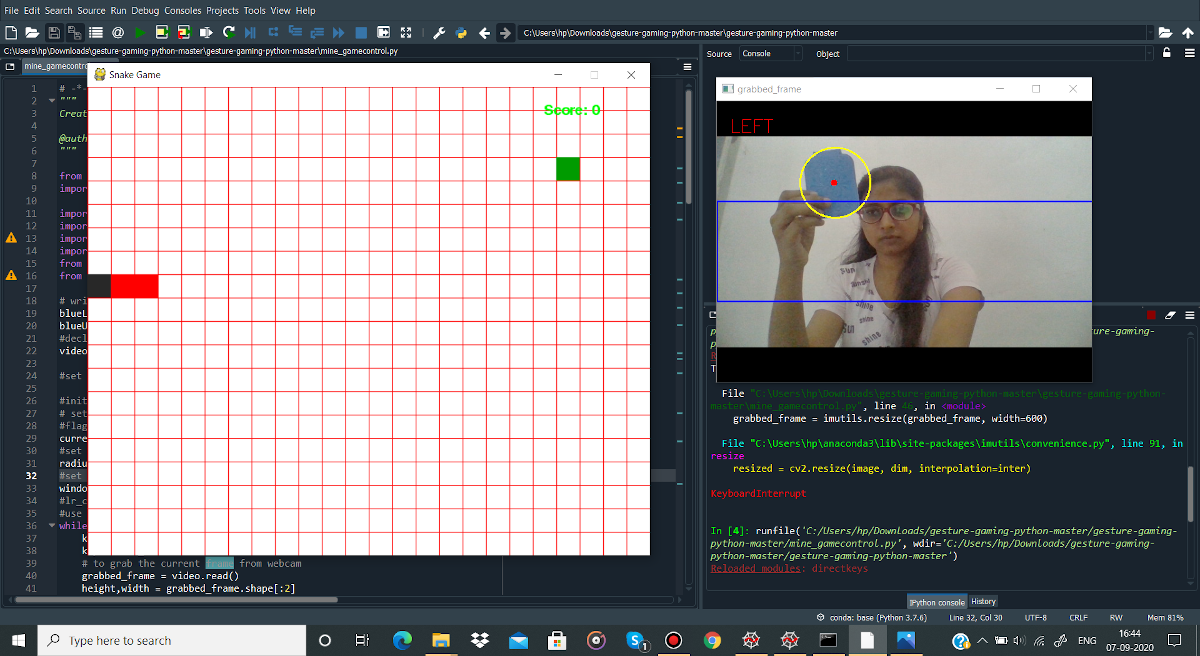 File Edit Search Source Run Debug Consoles Projects Tools View Help
C:\Users\hp\Downloads\gesture-gaming-python-master\gesture-gaming-python-master
C:\Users\hp\Downloads\gesture-gaming-python-master\gesture-gaming-python-master\mine_gamecontrol.py
Source Console Object
mine_gamecontro
Snake Game
Score: 0
1 # -*-
2 """
3 Creat
4
5 @auth
6 """
7
8 from
9 impor
10
11 impor
12 impor
13 impor
14 impor
15 from
16 from
17
18 # wri
19 blueL
20 blueU
21 #decl
22 video
23
24 #set
25
26 #init
27 # set
28 #flag
29 curre
30 #set
31 radiu
32 #set
33 windo
34 #lr_c
35 #use
36 while
37 k
38 k
39 # to grab the current frame from webcam
40 grabbed_frame = video.read()
41 height,width = grabbed_frame.shape[:2]
grabbed_frame
LEFT
ure-gaming-
File "C:\Users\hp\Downloads\gesture-gaming-python-master\gesture-gaming-python-
master\mine_gamecontrol.py", line 46, in <module>
grabbed_frame = imutils.resize(grabbed_frame, width=600)
File "C:\Users\hp\anaconda3\lib\site-packages\imutils\convenience.py", line 91, in
resize
resized = cv2.resize(image, dim, interpolation=inter)
KeyboardInterrupt
In [4]: runfile('C:/Users/hp/Downloads/gesture-gaming-python-master/gesture-gaming-
python-master/mine_gamecontrol.py', wdir='C:/Users/hp/Downloads/gesture-gaming-
python-master/gesture-gaming-python-master')
Reloaded modules: directkeys
IPython console History
conda: base (Python 3.7.6) Line 32, Col 30 UTF-8 CRLF RW Mem 81%
Type here to search
1
ENG
16:44
07-09-2020